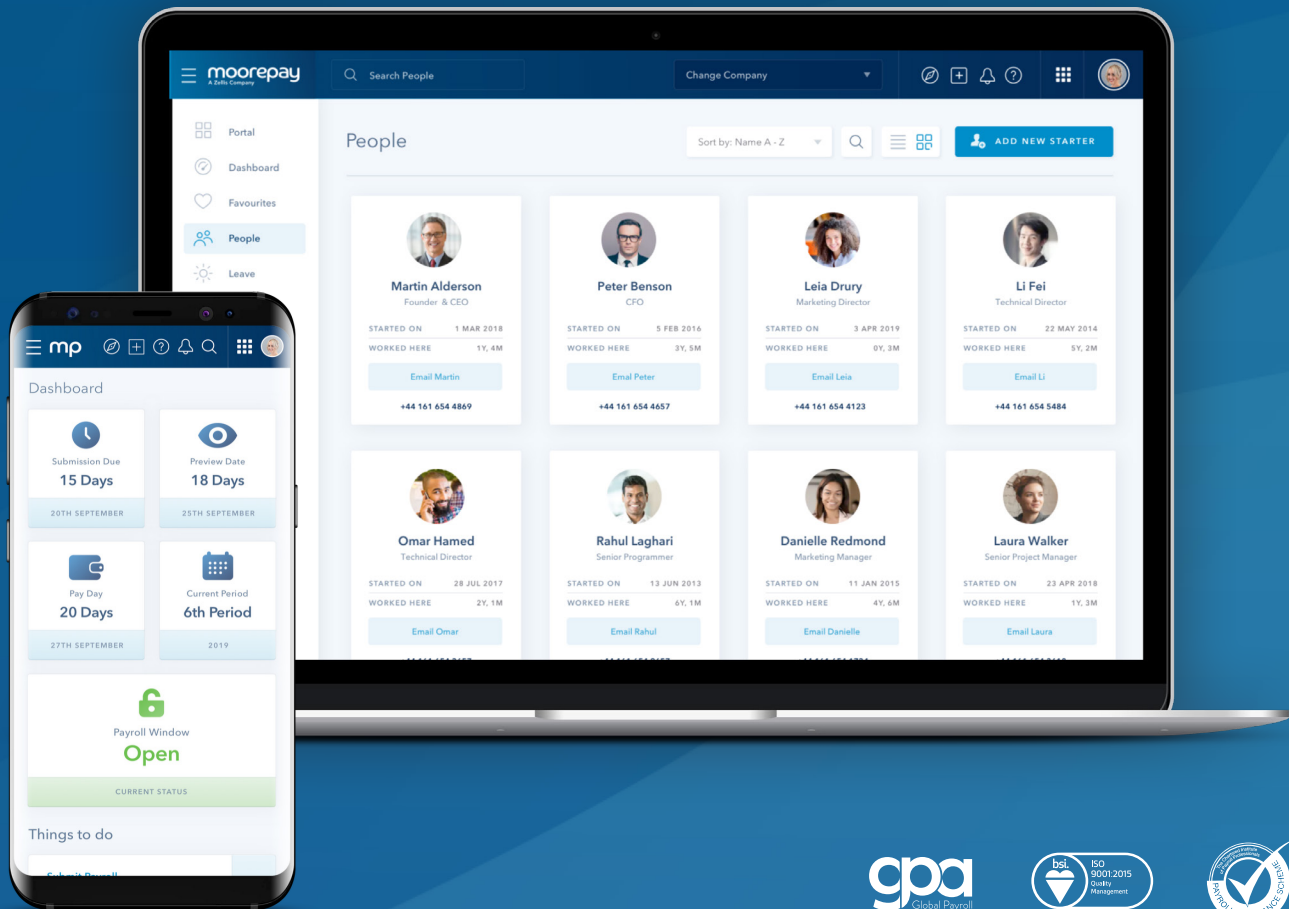 moorepay
A Zellis Company
Search People
Change Company
Portal
Dashboard
Favourites
People
Leave
People
Sort by: Name A - Z
ADD NEW STARTER
Martin Alderson
Founder & CEO
STARTED ON 1 MAR 2018
WORKED HERE 1Y, 4M
Email Martin
+44 161 654 4869
Peter Benson
CFO
STARTED ON 5 FEB 2016
WORKED HERE 3Y, 5M
Emal Peter
+44 161 654 4657
Leia Drury
Marketing Director
STARTED ON 3 APR 2019
WORKED HERE 0Y, 3M
Email Leia
+44 161 654 4123
Li Fei
Technical Director
STARTED ON 22 MAY 2014
WORKED HERE 5Y, 2M
Email Li
+44 161 654 5484
Omar Hamed
Technical Director
STARTED ON 28 JUL 2017
WORKED HERE 2Y, 1M
Email Omar
Rahul Laghari
Senior Programmer
STARTED ON 13 JUN 2013
WORKED HERE 6Y, 1M
Email Rahul
Danielle Redmond
Marketing Manager
STARTED ON 11 JAN 2015
WORKED HERE 4Y, 6M
Email Danielle
Laura Walker
Senior Project Manager
STARTED ON 23 APR 2018
WORKED HERE 1Y, 3M
Email Laura
mp
Dashboard
Submission Due
15 Days
20TH SEPTEMBER
Preview Date
18 Days
25TH SEPTEMBER
Pay Day
20 Days
27TH SEPTEMBER
Current Period
6th Period
2019
Payroll Window
Open
CURRENT STATUS
Things to do
Submit Payroll
gpa
Global Payroll
bsi.
ISO
9001:2015
Quality
Management